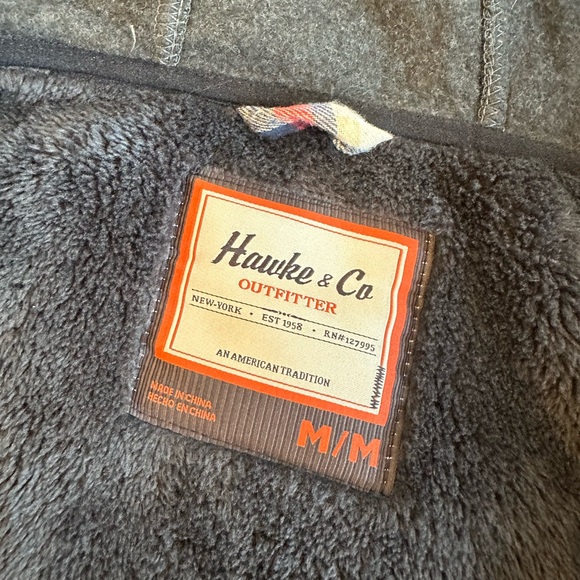 Hawke & Co
OUTFITTER
NEW-YORK • EST 1958 • RN#127995
AN AMERICAN TRADITION
MADE IN CHINA
HECHO EN CHINA
M/M